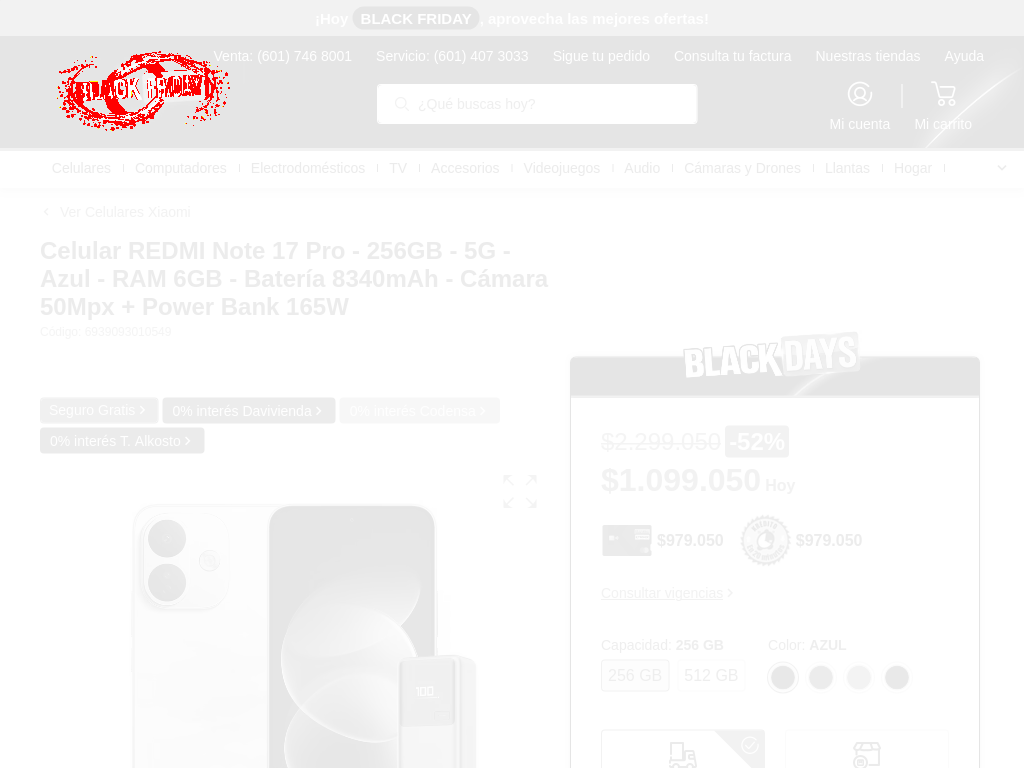 ¡Hoy BLACK FRIDAY, aprovecha las mejores ofertas!
Venta: (601) 746 8001 Servicio: (601) 407 3033 Sigue tu pedido Consulta tu factura Nuestras tiendas Ayuda
¿Qué buscas hoy?
Mi cuenta Mi carrito
Celulares Computadores Electrodomésticos TV Accesorios Videojuegos Audio Cámaras y Drones Llantas Hogar
Ver Celulares Xiaomi
Celular REDMI Note 17 Pro - 256GB - 5G -
Azul - RAM 6GB - Batería 8340mAh - Cámara
50Mpx + Power Bank 165W
Código: 6939093010549
BLACK DAYS
Seguro Gratis 0% interés Davivienda 0% interés Codensa
0% interés T. Alkosto
$2.299.050 -52%
$1.099.050 Hoy
$979.050 $979.050
Consultar vigencias
Capacidad: 256 GB Color: AZUL
256 GB 512 GB
100